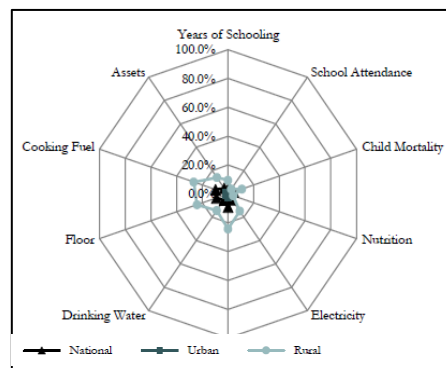 Years of Schooling
100.0%
Assets
School Attendance
80.0%
60.0%
Cooking Fuel
40.0%
Child Mortality
20.0%
0.0%
Floor
Nutrition
Drinking Water
Electricity
National
Urban
Rural